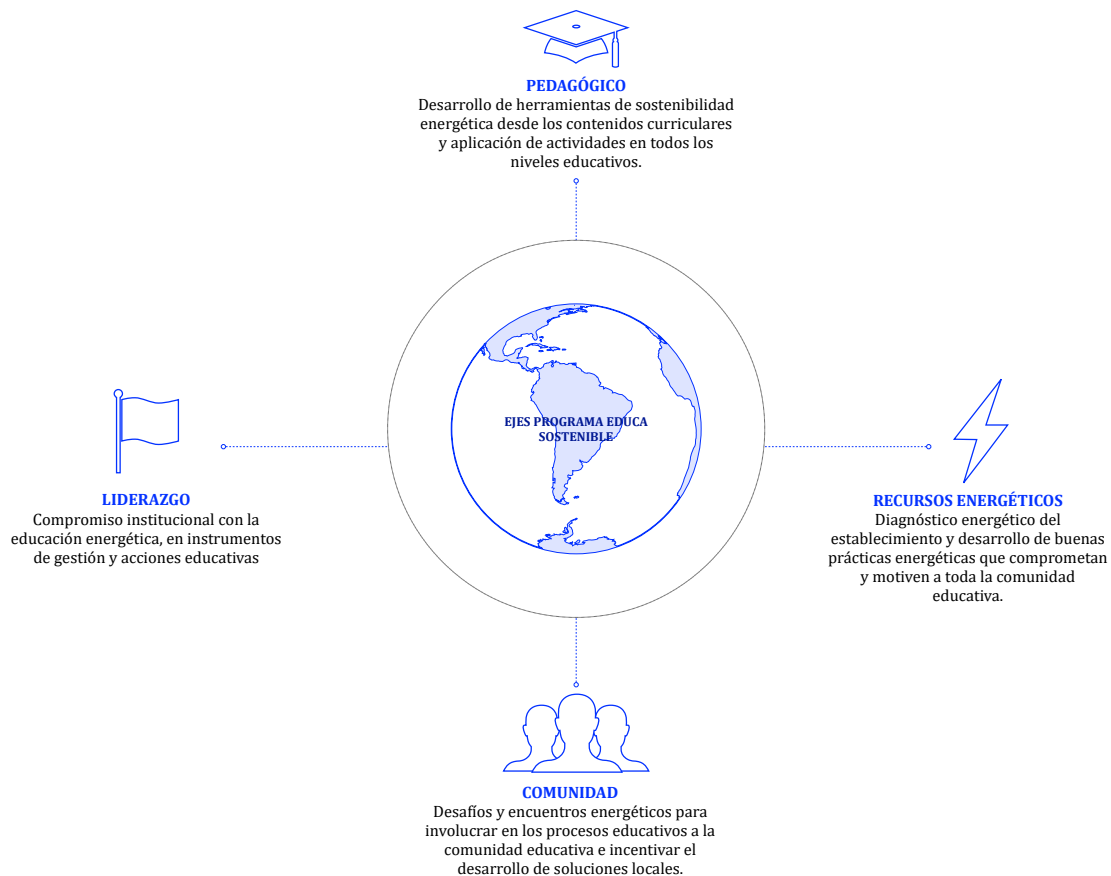 PEDAGÓGICO
Desarrollo de herramientas de sostenibilidad
energética desde los contenidos curriculares
y aplicación de actividades en todos los
niveles educativos.
EJES PROGRAMA EDUCA
SOSTENIBLE
LIDERAZGO
Compromiso institucional con la
educación energética, en instrumentos
de gestión y acciones educativas
RECURSOS ENERGÉTICOS
Diagnóstico energético del
establecimiento y desarrollo de buenas
prácticas energéticas que comprometan
y motiven a toda la comunidad
educativa.
COMUNIDAD
Desafíos y encuentros energéticos para
involucrar en los procesos educativos a la
comunidad educativa e incentivar el
desarrollo de soluciones locales.